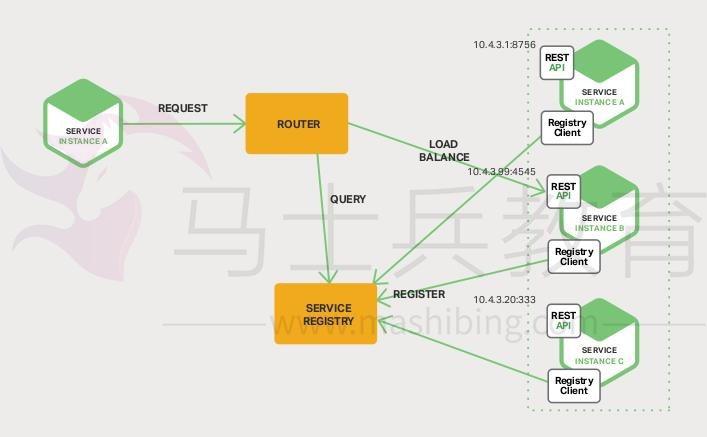 10.4.3.1:8756
REST
API
SERVICE
INSTANCE A
Registry
Client
SERVICE
INSTANCE A
REQUEST
ROUTER
LOAD
BALANCE
10.4.3.99:4545
REST
API
SERVICE
INSTANCE B
Registry
Client
QUERY
马士兵教育
REGISTER
SERVICE
REGISTRY
10.4.3.20:333
REST
API
SERVICE
INSTANCE C
Registry
Client
www.mashibing.com